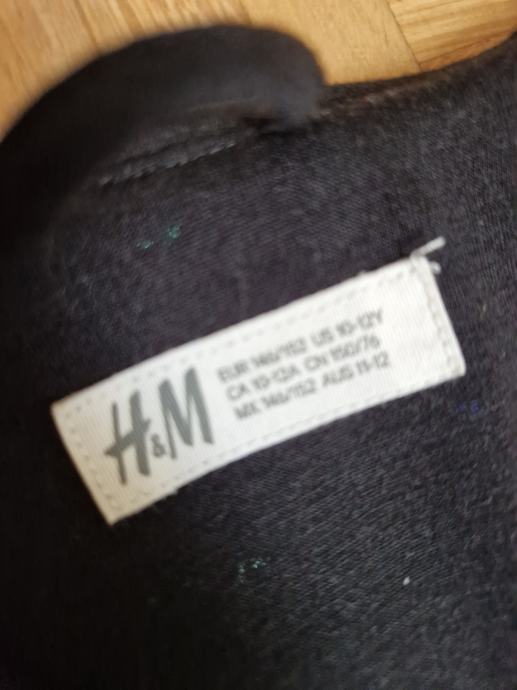 H&M
EUR 146/152 US 10-12Y
CA 10-12A CN 150/76
MX 146/152 AUS 11-12